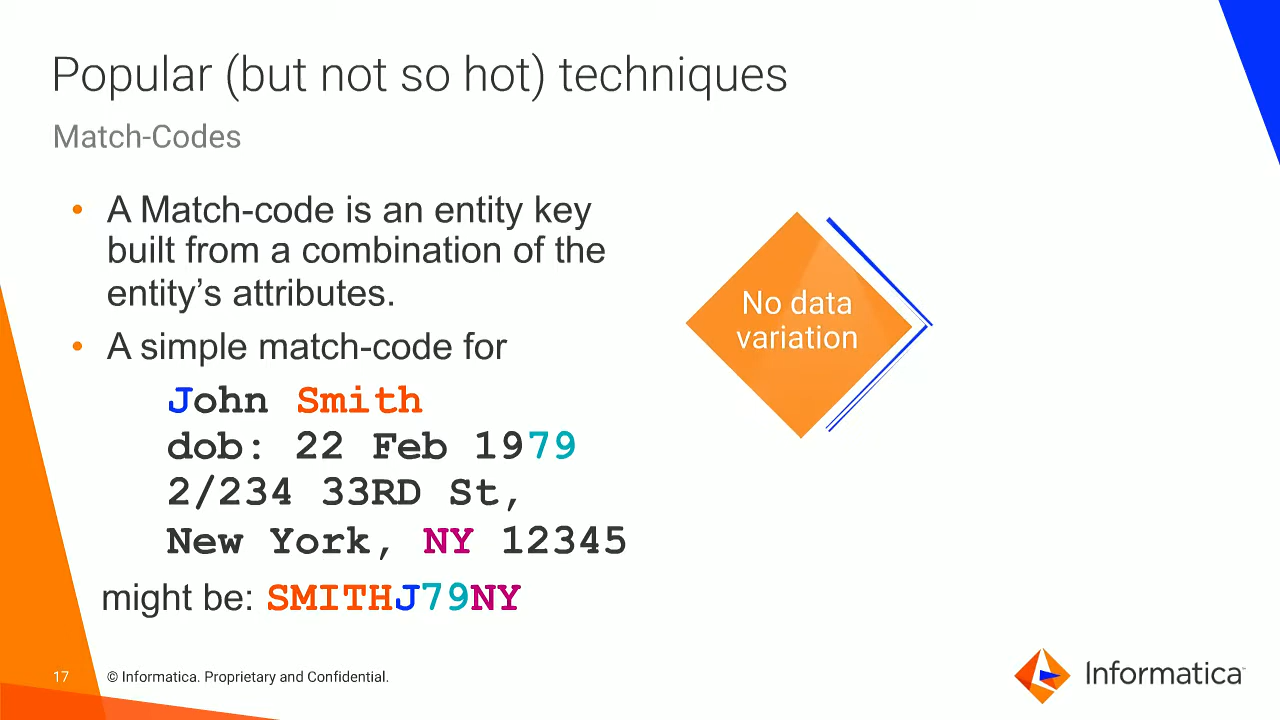 Popular (but not so hot) techniques
Match-Codes
• A Match-code is an entity key
built from a combination of the
entity’s attributes.
• A simple match-code for
John Smith
dob: 22 Feb 1979
2/234 33RD St,
New York, NY 12345
might be: SMITHJ79NY
No data
variation
17
© Informatica. Proprietary and Confidential.
Informatica